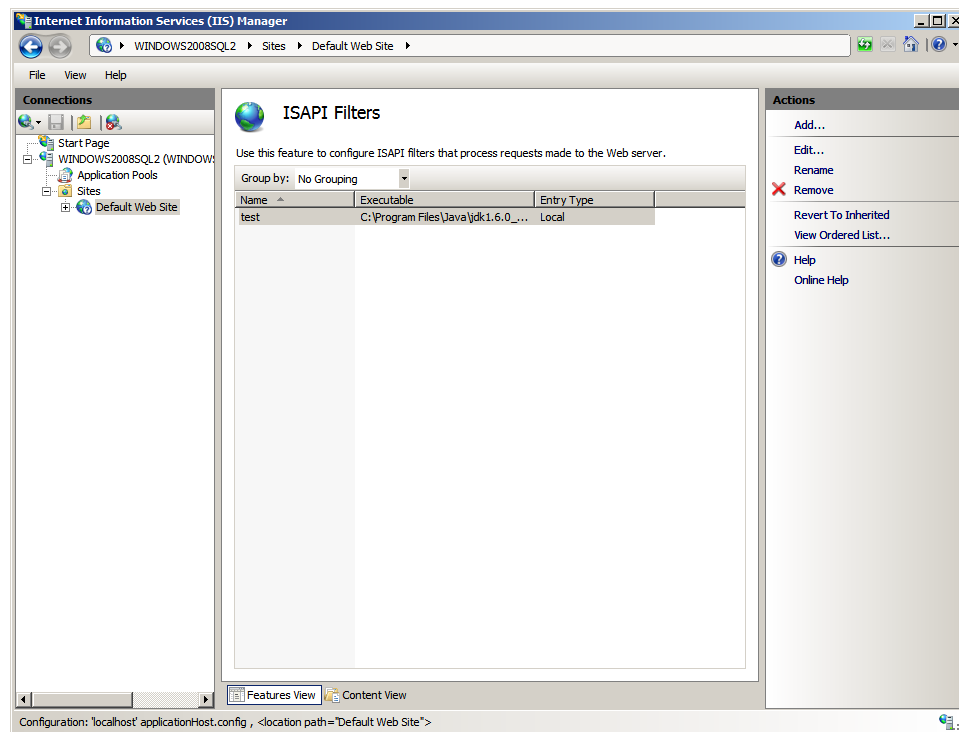 Internet Information Services (IIS) Manager
WINDOWS2008SQL2 Sites Default Web Site
File View Help
Connections
Start Page
WINDOWS2008SQL2 (WINDOWS
Application Pools
Sites
Default Web Site
ISAPI Filters
Use this feature to configure ISAPI filters that process requests made to the Web server.
Group by: No Grouping
Name Executable Entry Type
test C:\Program Files\Java\jdk1.6.0_... Local
Features View Content View
Actions
Add...
Edit...
Rename
Remove
Revert To Inherited
View Ordered List...
Help
Online Help
Configuration: 'localhost' applicationHost.config , <location path="Default Web Site">